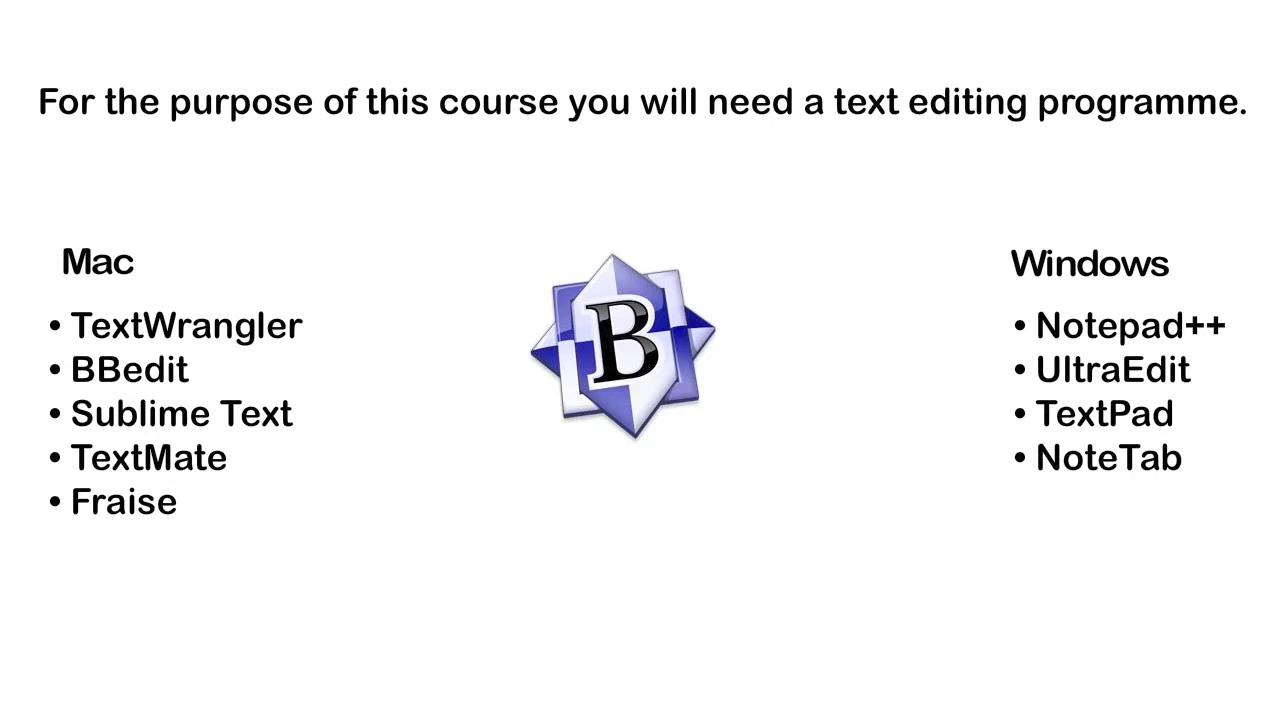 For the purpose of this course you will need a text editing programme.
Mac
• TextWrangler
• BBedit
• Sublime Text
• TextMate
• Fraise
B
Windows
• Notepad++
• UltraEdit
• TextPad
• NoteTab